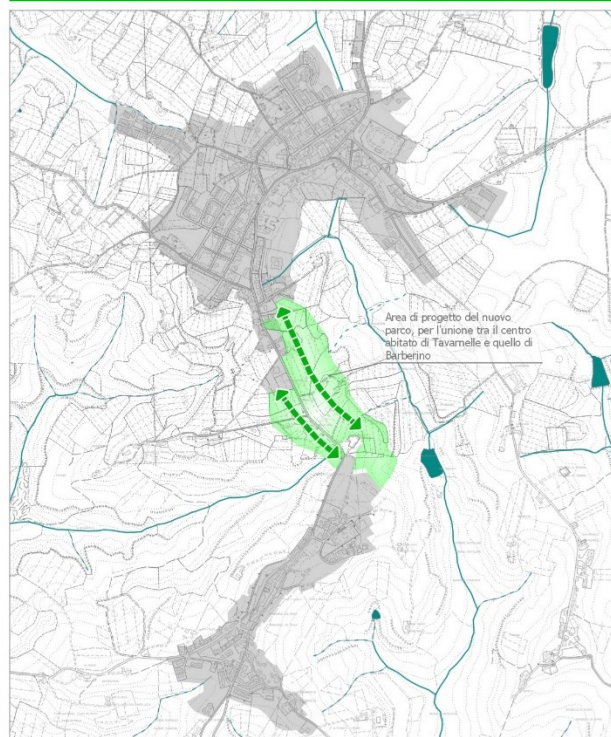 Area di progetto del nuovo
parco, per l'unione tra il centro
abitato di Tavarnelle e quello di
Barberino